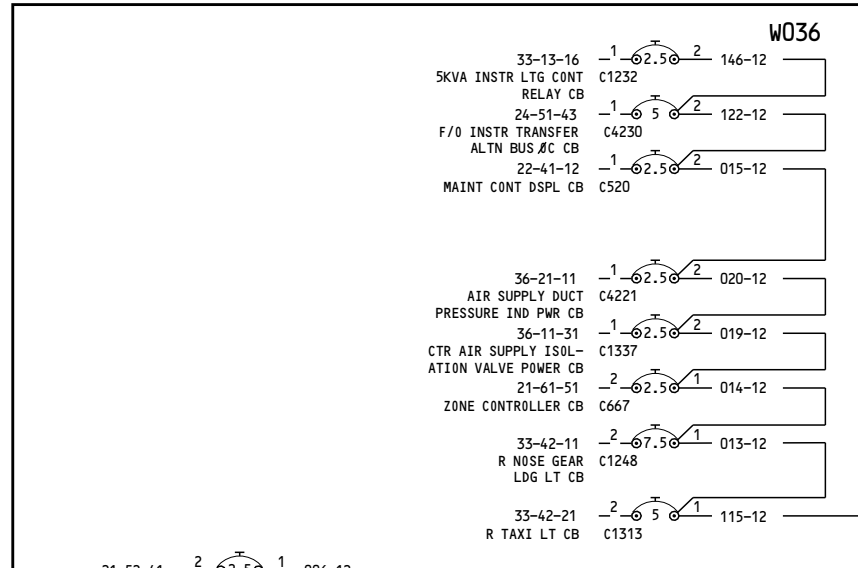 W036
33-13-16 1 2.5 2 146-12
5KVA INSTR LTG CONT C1232
RELAY CB
24-51-43 1 5 2 122-12
F/O INSTR TRANSFER C4230
ALTN BUS ØC CB
22-41-12 1 2.5 2 015-12
MAINT CONT DSPL CB C520
36-21-11 1 2.5 2 020-12
AIR SUPPLY DUCT C4221
PRESSURE IND PWR CB
36-11-31 1 2.5 2 019-12
CTR AIR SUPPLY ISOL- C1337
ATION VALVE POWER CB
21-61-51 2 2.5 1 014-12
ZONE CONTROLLER CB C667
33-42-11 2 7.5 1 013-12
R NOSE GEAR C1248
LDG LT CB
33-42-21 2 5 1 115-12
R TAXI LT CB C1313
2 1